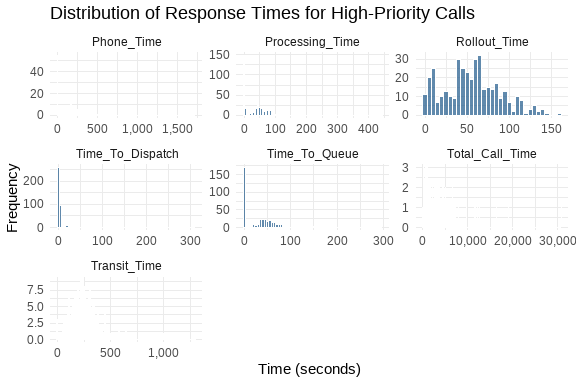 Distribution of Response Times for High-Priority Calls
Phone_Time
Processing_Time
Rollout_Time
40
20
0
0 500 1,000 1,500
150
100
50
0
0 100 200 300 400
30
20
10
0
0 50 100 150
Time_To_Dispatch
Time_To_Queue
Total_Call_Time
200
100
0
0 100 200 300
150
100
50
0
0 100 200 300
3
2
1
0
0 10,000 20,000 30,000
Transit_Time
7.5
5.0
2.5
0.0
0 500 1,000
Frequency
Time (seconds)